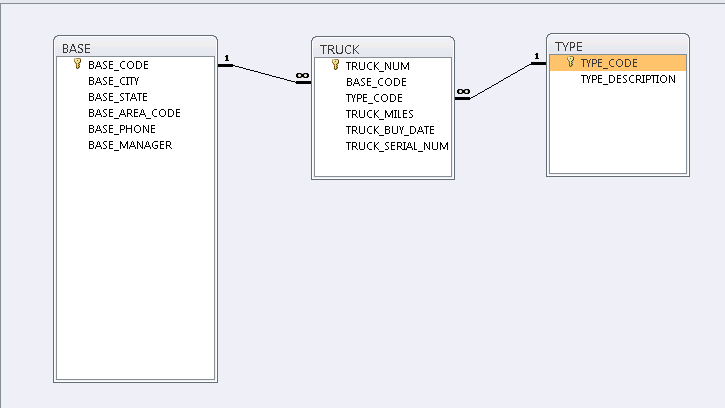 BASE
BASE_CODE
BASE_CITY
BASE_STATE
BASE_AREA_CODE
BASE_PHONE
BASE_MANAGER
1
∞
TRUCK
TRUCK_NUM
BASE_CODE
TYPE_CODE
TRUCK_MILES
TRUCK_BUY_DATE
TRUCK_SERIAL_NUM
∞
1
TYPE
TYPE_CODE
TYPE_DESCRIPTION